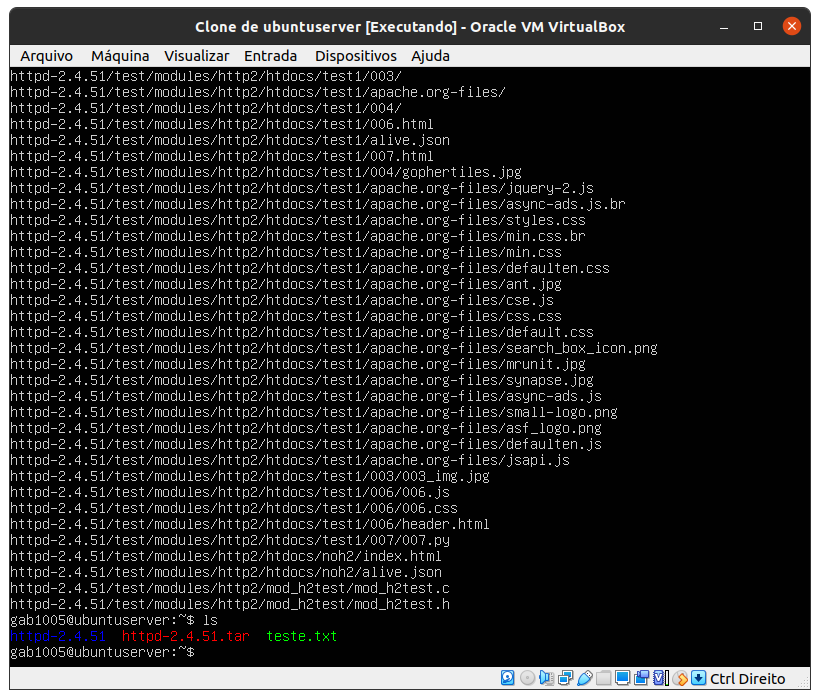 Clone de ubuntuserver [Executando] - Oracle VM VirtualBox
Arquivo Máquina Visualizar Entrada Dispositivos Ajuda
httpd-2.4.51/test/modules/http2/htdocs/test1/003/
httpd-2.4.51/test/modules/http2/htdocs/test1/apache.org-files/
httpd-2.4.51/test/modules/http2/htdocs/test1/004/
httpd-2.4.51/test/modules/http2/htdocs/test1/006.html
httpd-2.4.51/test/modules/http2/htdocs/test1/alive.json
httpd-2.4.51/test/modules/http2/htdocs/test1/007.html
httpd-2.4.51/test/modules/http2/htdocs/test1/004/gophertiles.jpg
httpd-2.4.51/test/modules/http2/htdocs/test1/apache.org-files/jquery-2.js
httpd-2.4.51/test/modules/http2/htdocs/test1/apache.org-files/async-ads.js.br
httpd-2.4.51/test/modules/http2/htdocs/test1/apache.org-files/styles.css
httpd-2.4.51/test/modules/http2/htdocs/test1/apache.org-files/min.css.br
httpd-2.4.51/test/modules/http2/htdocs/test1/apache.org-files/min.css
httpd-2.4.51/test/modules/http2/htdocs/test1/apache.org-files/defaulten.css
httpd-2.4.51/test/modules/http2/htdocs/test1/apache.org-files/ant.jpg
httpd-2.4.51/test/modules/http2/htdocs/test1/apache.org-files/cse.js
httpd-2.4.51/test/modules/http2/htdocs/test1/apache.org-files/css.css
httpd-2.4.51/test/modules/http2/htdocs/test1/apache.org-files/default.css
httpd-2.4.51/test/modules/http2/htdocs/test1/apache.org-files/search_box_icon.png
httpd-2.4.51/test/modules/http2/htdocs/test1/apache.org-files/mrunit.jpg
httpd-2.4.51/test/modules/http2/htdocs/test1/apache.org-files/synapse.jpg
httpd-2.4.51/test/modules/http2/htdocs/test1/apache.org-files/async-ads.js
httpd-2.4.51/test/modules/http2/htdocs/test1/apache.org-files/small-logo.png
httpd-2.4.51/test/modules/http2/htdocs/test1/apache.org-files/asf_logo.png
httpd-2.4.51/test/modules/http2/htdocs/test1/apache.org-files/defaulten.js
httpd-2.4.51/test/modules/http2/htdocs/test1/apache.org-files/jsapi.js
httpd-2.4.51/test/modules/http2/htdocs/test1/003/003_img.jpg
httpd-2.4.51/test/modules/http2/htdocs/test1/006/006.js
httpd-2.4.51/test/modules/http2/htdocs/test1/006/006.css
httpd-2.4.51/test/modules/http2/htdocs/test1/006/header.html
httpd-2.4.51/test/modules/http2/htdocs/test1/007/007.py
httpd-2.4.51/test/modules/http2/htdocs/noh2/index.html
httpd-2.4.51/test/modules/http2/htdocs/noh2/alive.json
httpd-2.4.51/test/modules/http2/mod_h2test/mod_h2test.c
httpd-2.4.51/test/modules/http2/mod_h2test/mod_h2test.h
gab1005@ubuntuserver:~$ ls
httpd-2.4.51 httpd-2.4.51.tar teste.txt
gab1005@ubuntuserver:~$
Ctrl Direito